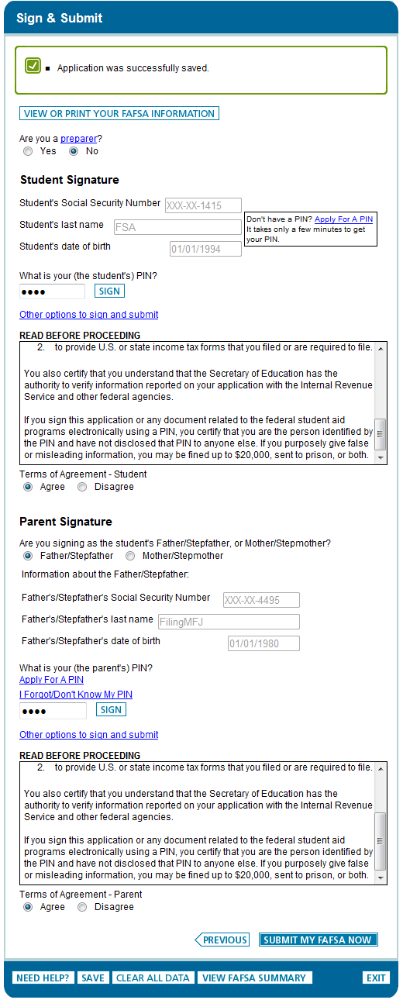 Sign & Submit
Application was successfully saved.
VIEW OR PRINT YOUR FAFSA INFORMATION
Are you a preparer?
Yes No
Student Signature
Student's Social Security Number XXX-XX-1415
Student's last name FSA
Student's date of birth 01/01/1994
Don't have a PIN? Apply For A PIN
It takes only a few minutes to get
your PIN.
What is your (the student's) PIN?
•••• SIGN
Other options to sign and submit
READ BEFORE PROCEEDING
2. to provide U.S. or state income tax forms that you filed or are required to file.
You also certify that you understand that the Secretary of Education has the
authority to verify information reported on your application with the Internal Revenue
Service and other federal agencies.
If you sign this application or any document related to the federal student aid
programs electronically using a PIN, you certify that you are the person identified by
the PIN and have not disclosed that PIN to anyone else. If you purposely give false
or misleading information, you may be fined up to $20,000, sent to prison, or both.
Terms of Agreement - Student
Agree Disagree
Parent Signature
Are you signing as the student's Father/Stepfather, or Mother/Stepmother?
Father/Stepfather Mother/Stepmother
Information about the Father/Stepfather:
Father's/Stepfather's Social Security Number XXX-XX-4495
Father's/Stepfather's last name FilingMFJ
Father's/Stepfather's date of birth 01/01/1980
What is your (the parent's) PIN?
Apply For A PIN
I Forgot/Don't Know My PIN
•••• SIGN
Other options to sign and submit
READ BEFORE PROCEEDING
2. to provide U.S. or state income tax forms that you filed or are required to file.
You also certify that you understand that the Secretary of Education has the
authority to verify information reported on your application with the Internal Revenue
Service and other federal agencies.
If you sign this application or any document related to the federal student aid
programs electronically using a PIN, you certify that you are the person identified by
the PIN and have not disclosed that PIN to anyone else. If you purposely give false
or misleading information, you may be fined up to $20,000, sent to prison, or both.
Terms of Agreement - Parent
Agree Disagree
PREVIOUS SUBMIT MY FAFSA NOW
NEED HELP? SAVE CLEAR ALL DATA VIEW FAFSA SUMMARY EXIT